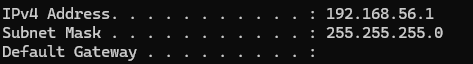 IPv4 Address. . . . . . . . . . . : 192.168.56.1
Subnet Mask . . . . . . . . . . . : 255.255.255.0
Default Gateway . . . . . . . . . :